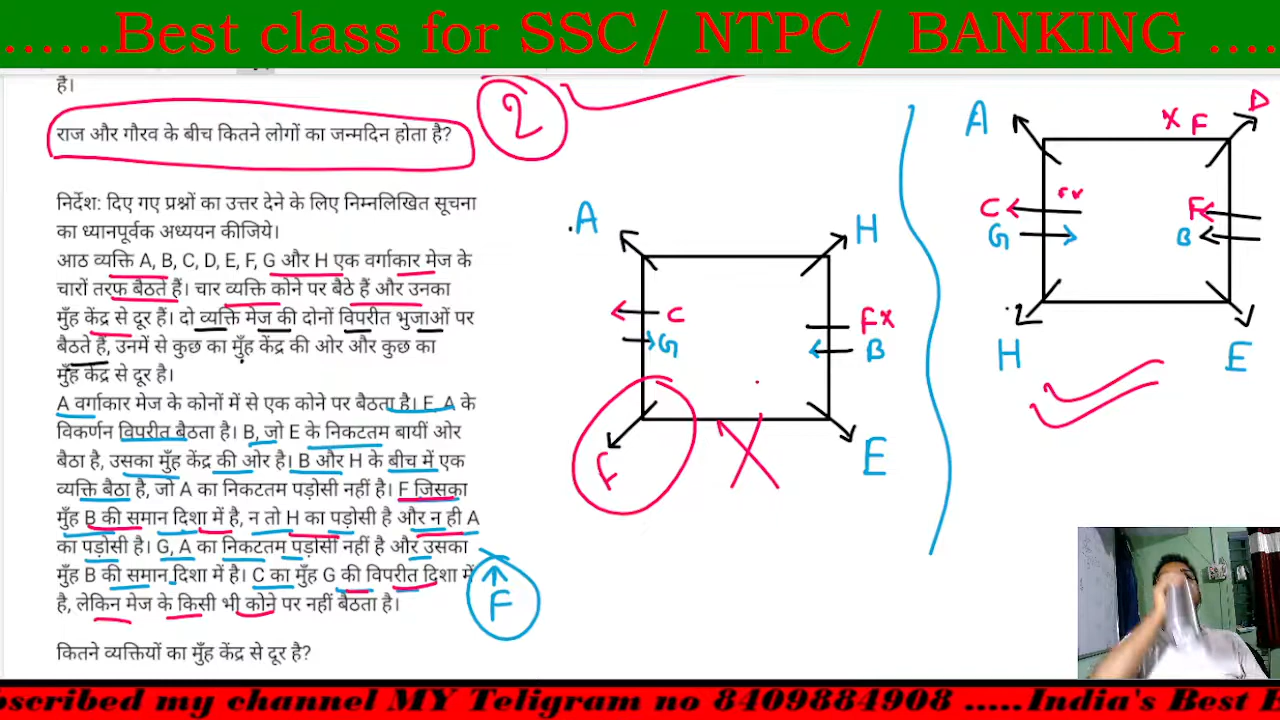 ......Best class for SSC/ NTPC/ BANKING ....
है।
राज और गौरव के बीच कितने लोगों का जन्मदिन होता है?
2
निर्देश: दिए गए प्रश्नों का उत्तर देने के लिए निम्नलिखित सूचना
का ध्यानपूर्वक अध्ययन कीजिये।
आठ व्यक्ति A, B, C, D, E, F, G और H एक वर्गाकार मेज के
चारों तरफ बैठते हैं। चार व्यक्ति कोने पर बैठे हैं और उनका
मुँह केंद्र से दूर हैं। दो व्यक्ति मेज की दोनों विपरीत भुजाओं पर
बैठते हैं, उनमें से कुछ का मुँह केंद्र की ओर और कुछ का
मुँह केंद्र से दूर है।
A वर्गाकार मेज के कोनों में से एक कोने पर बैठता है। E, A के
विकर्णन विपरीत बैठता है। B, जो E के निकटतम बायीं ओर
बैठा है, उसका मुँह केंद्र की ओर है। B और H के बीच में एक
व्यक्ति बैठा है, जो A का निकटतम पड़ोसी नहीं है। F जिसका
मुँह B की समान दिशा में है, न तो H का पड़ोसी है और न ही A
का पड़ोसी है। G, A का निकटतम पड़ोसी नहीं है और उसका
मुँह B की समान दिशा में है। C का मुँह G की विपरीत दिशा में
है, लेकिन मेज के किसी भी कोने पर नहीं बैठता है।
F
कितने व्यक्तियों का मुँह केंद्र से दूर है?
A H
C F x
G B
F E
A x F D
C F
G B
H E
scribed my channel MY Teligram no 8409884908 ......India's Best